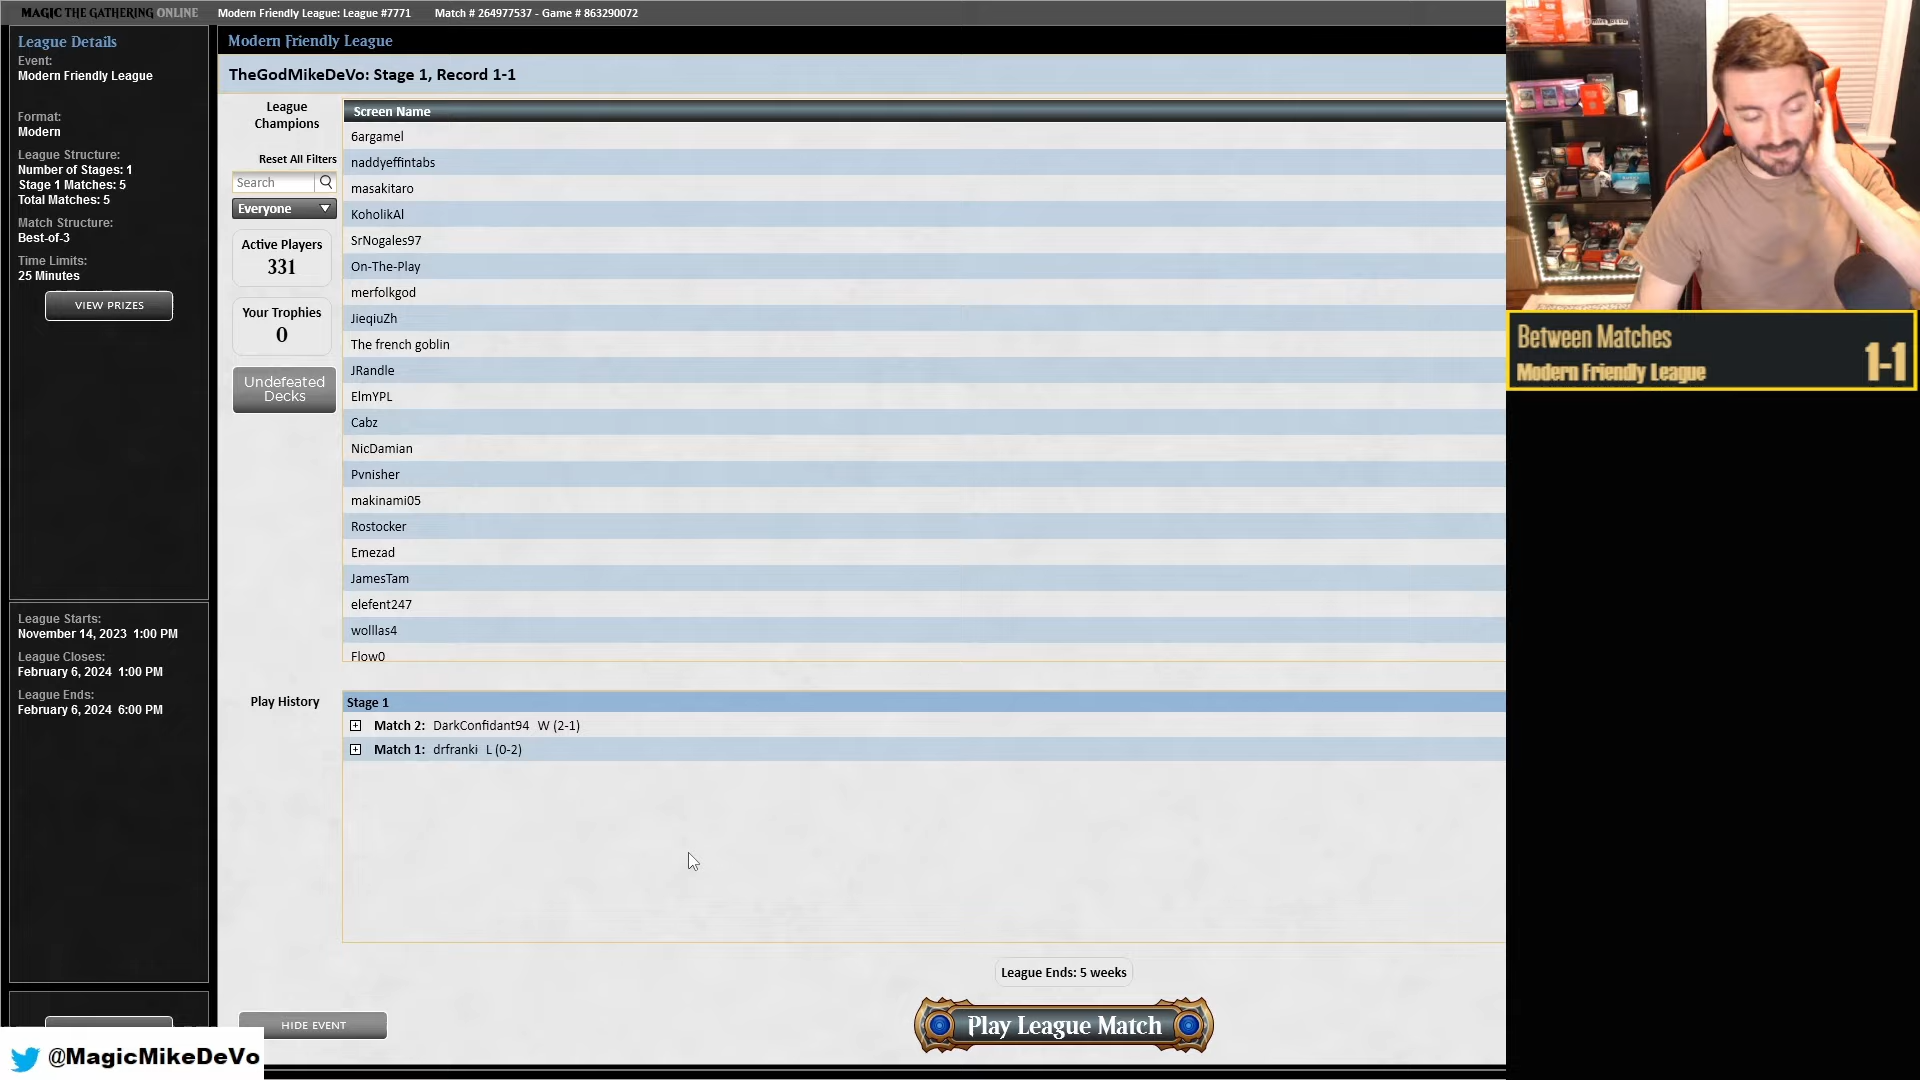 MAGIC THE GATHERING ONLINE
Modern Friendly League: League #7771
Match # 264977537 - Game # 863290072
League Details
Event:
Modern Friendly League
Format:
Modern
League Structure:
Number of Stages: 1
Stage 1 Matches: 5
Total Matches: 5
Match Structure:
Best-of-3
Time Limits:
25 Minutes
VIEW PRIZES
League Starts:
November 14, 2023 1:00 PM
League Closes:
February 6, 2024 1:00 PM
League Ends:
February 6, 2024 6:00 PM
Modern Friendly League
TheGodMikeDeVo: Stage 1, Record 1-1
League
Champions
Reset All Filters
Search
Everyone
Active Players
331
Your Trophies
0
Undefeated
Decks
Screen Name
6argamel
naddyeffintabs
masakitaro
KoholikAl
SrNogales97
On-The-Play
merfolkgod
JieqiuZh
The french goblin
JRandle
ElmYPL
Cabz
NicDamian
Pvnisher
makinami05
Rostocker
Emezad
JamesTam
elefent247
wolllas4
Flow0
Play History
Stage 1
Match 2: DarkConfidant94 W (2-1)
Match 1: drfranki L (0-2)
League Ends: 5 weeks
HIDE EVENT
Play League Match
@MagicMikeDeVo
Between Matches
Modern Friendly League
1-1